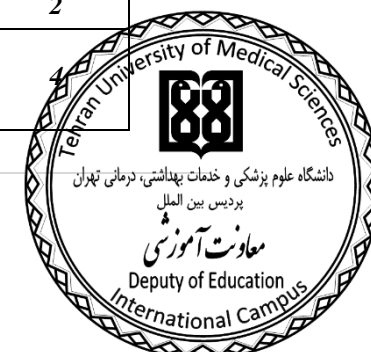 2
4
Tehran University of Medical Sciences
دانشگاه علوم پزشکی و خدمات بهداشتی، درمانی تهران
پردیس بین الملل
معاونت آموزشی
Deputy of Education
International Campus